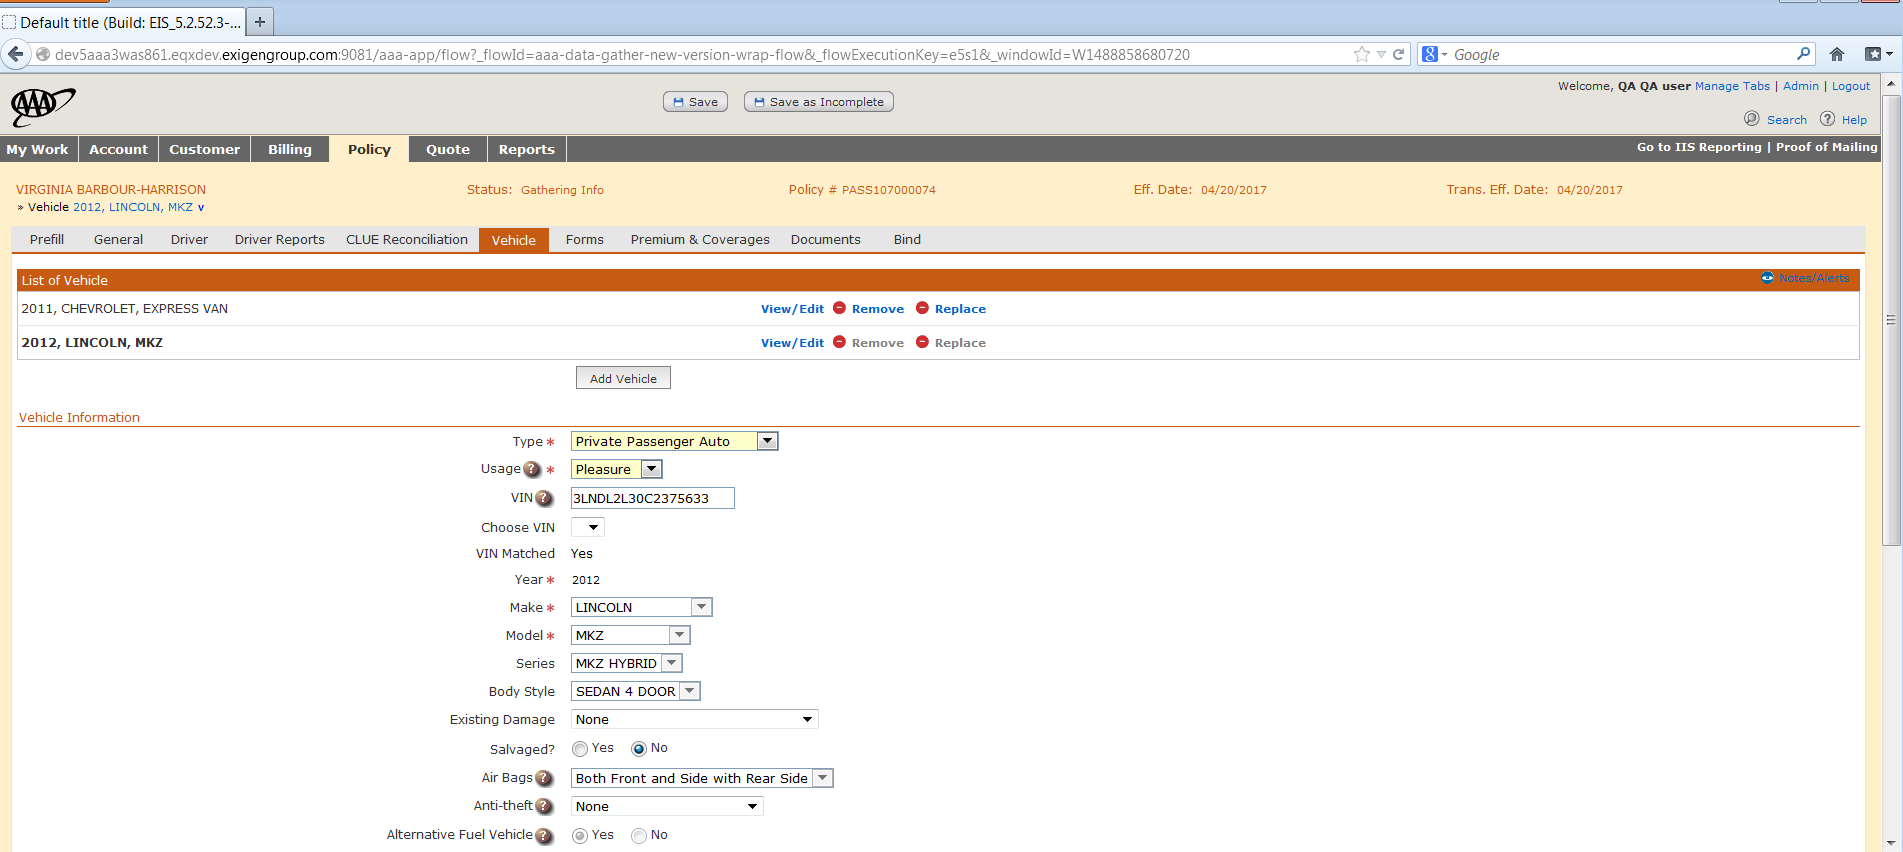 Default title (Build: EIS_5.2.52.3-...
dev5aaa3was861.eqxdev.exigengroup.com:9081/aaa-app/flow?_flowId=aaa-data-gather-new-version-wrap-flow&_flowExecutionKey=e5s1&_windowId=W1488858680720
Google
AAA
Save Save as Incomplete
Welcome, QA QA user Manage Tabs | Admin | Logout
Search Help
My Work Account Customer Billing Policy Quote Reports
Go to IIS Reporting | Proof of Mailing
VIRGINIA BARBOUR-HARRISON Status: Gathering Info Policy # PASS107000074 Eff. Date: 04/20/2017 Trans. Eff. Date: 04/20/2017
» Vehicle 2012, LINCOLN, MKZ v
Prefill General Driver Driver Reports CLUE Reconciliation Vehicle Forms Premium & Coverages Documents Bind
List of Vehicle Notes/Alerts
2011, CHEVROLET, EXPRESS VAN View/Edit Remove Replace
2012, LINCOLN, MKZ View/Edit Remove Replace
Add Vehicle
Vehicle Information
Type * Private Passenger Auto
Usage ? * Pleasure
VIN ? 3LNDL2L30C2375633
Choose VIN
VIN Matched Yes
Year * 2012
Make * LINCOLN
Model * MKZ
Series MKZ HYBRID
Body Style SEDAN 4 DOOR
Existing Damage None
Salvaged? Yes No
Air Bags ? Both Front and Side with Rear Side
Anti-theft ? None
Alternative Fuel Vehicle ? Yes No